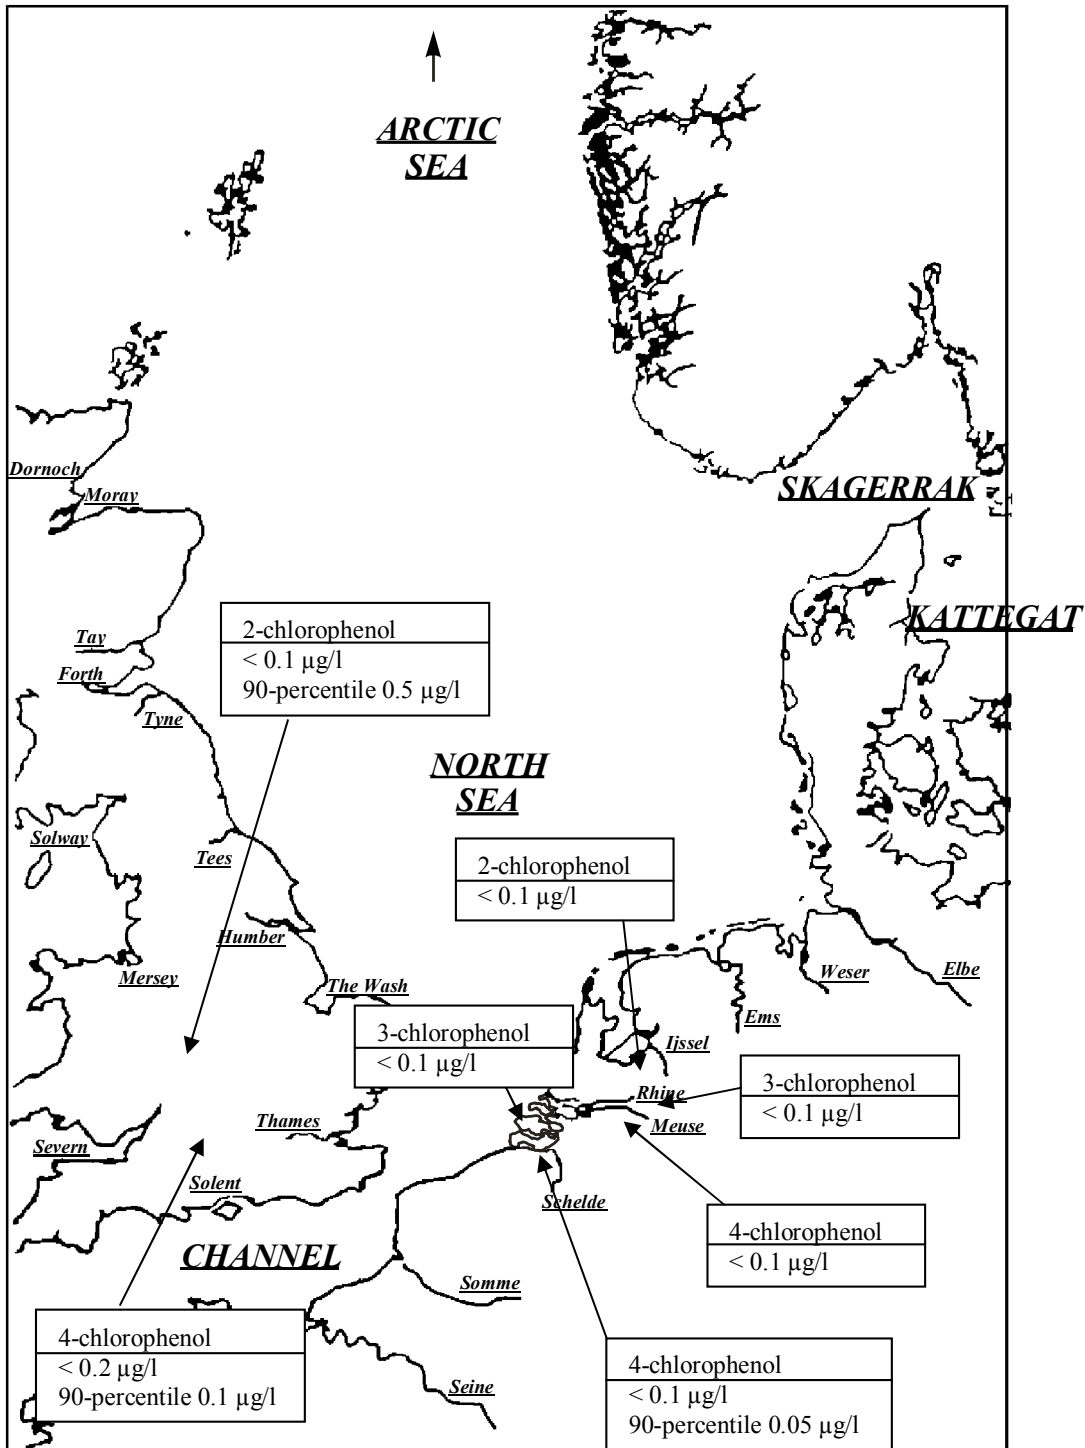 ARCTIC
SEA
Dornoch
Moray
SKAGERRAK
KATTEGAT
2-chlorophenol
< 0.1 µg/l
90-percentile 0.5 µg/l
Tay
Forth
Tyne
NORTH
SEA
Solway
Tees
2-chlorophenol
< 0.1 µg/l
Humber
Mersey
The Wash
Weser
Elbe
Ems
3-chlorophenol
< 0.1 µg/l
Ijssel
Rhine
Meuse
3-chlorophenol
< 0.1 µg/l
Thames
Severn
Solent
Schelde
4-chlorophenol
< 0.1 µg/l
CHANNEL
Somme
4-chlorophenol
< 0.2 µg/l
90-percentile 0.1 µg/l
Seine
4-chlorophenol
< 0.1 µg/l
90-percentile 0.05 µg/l